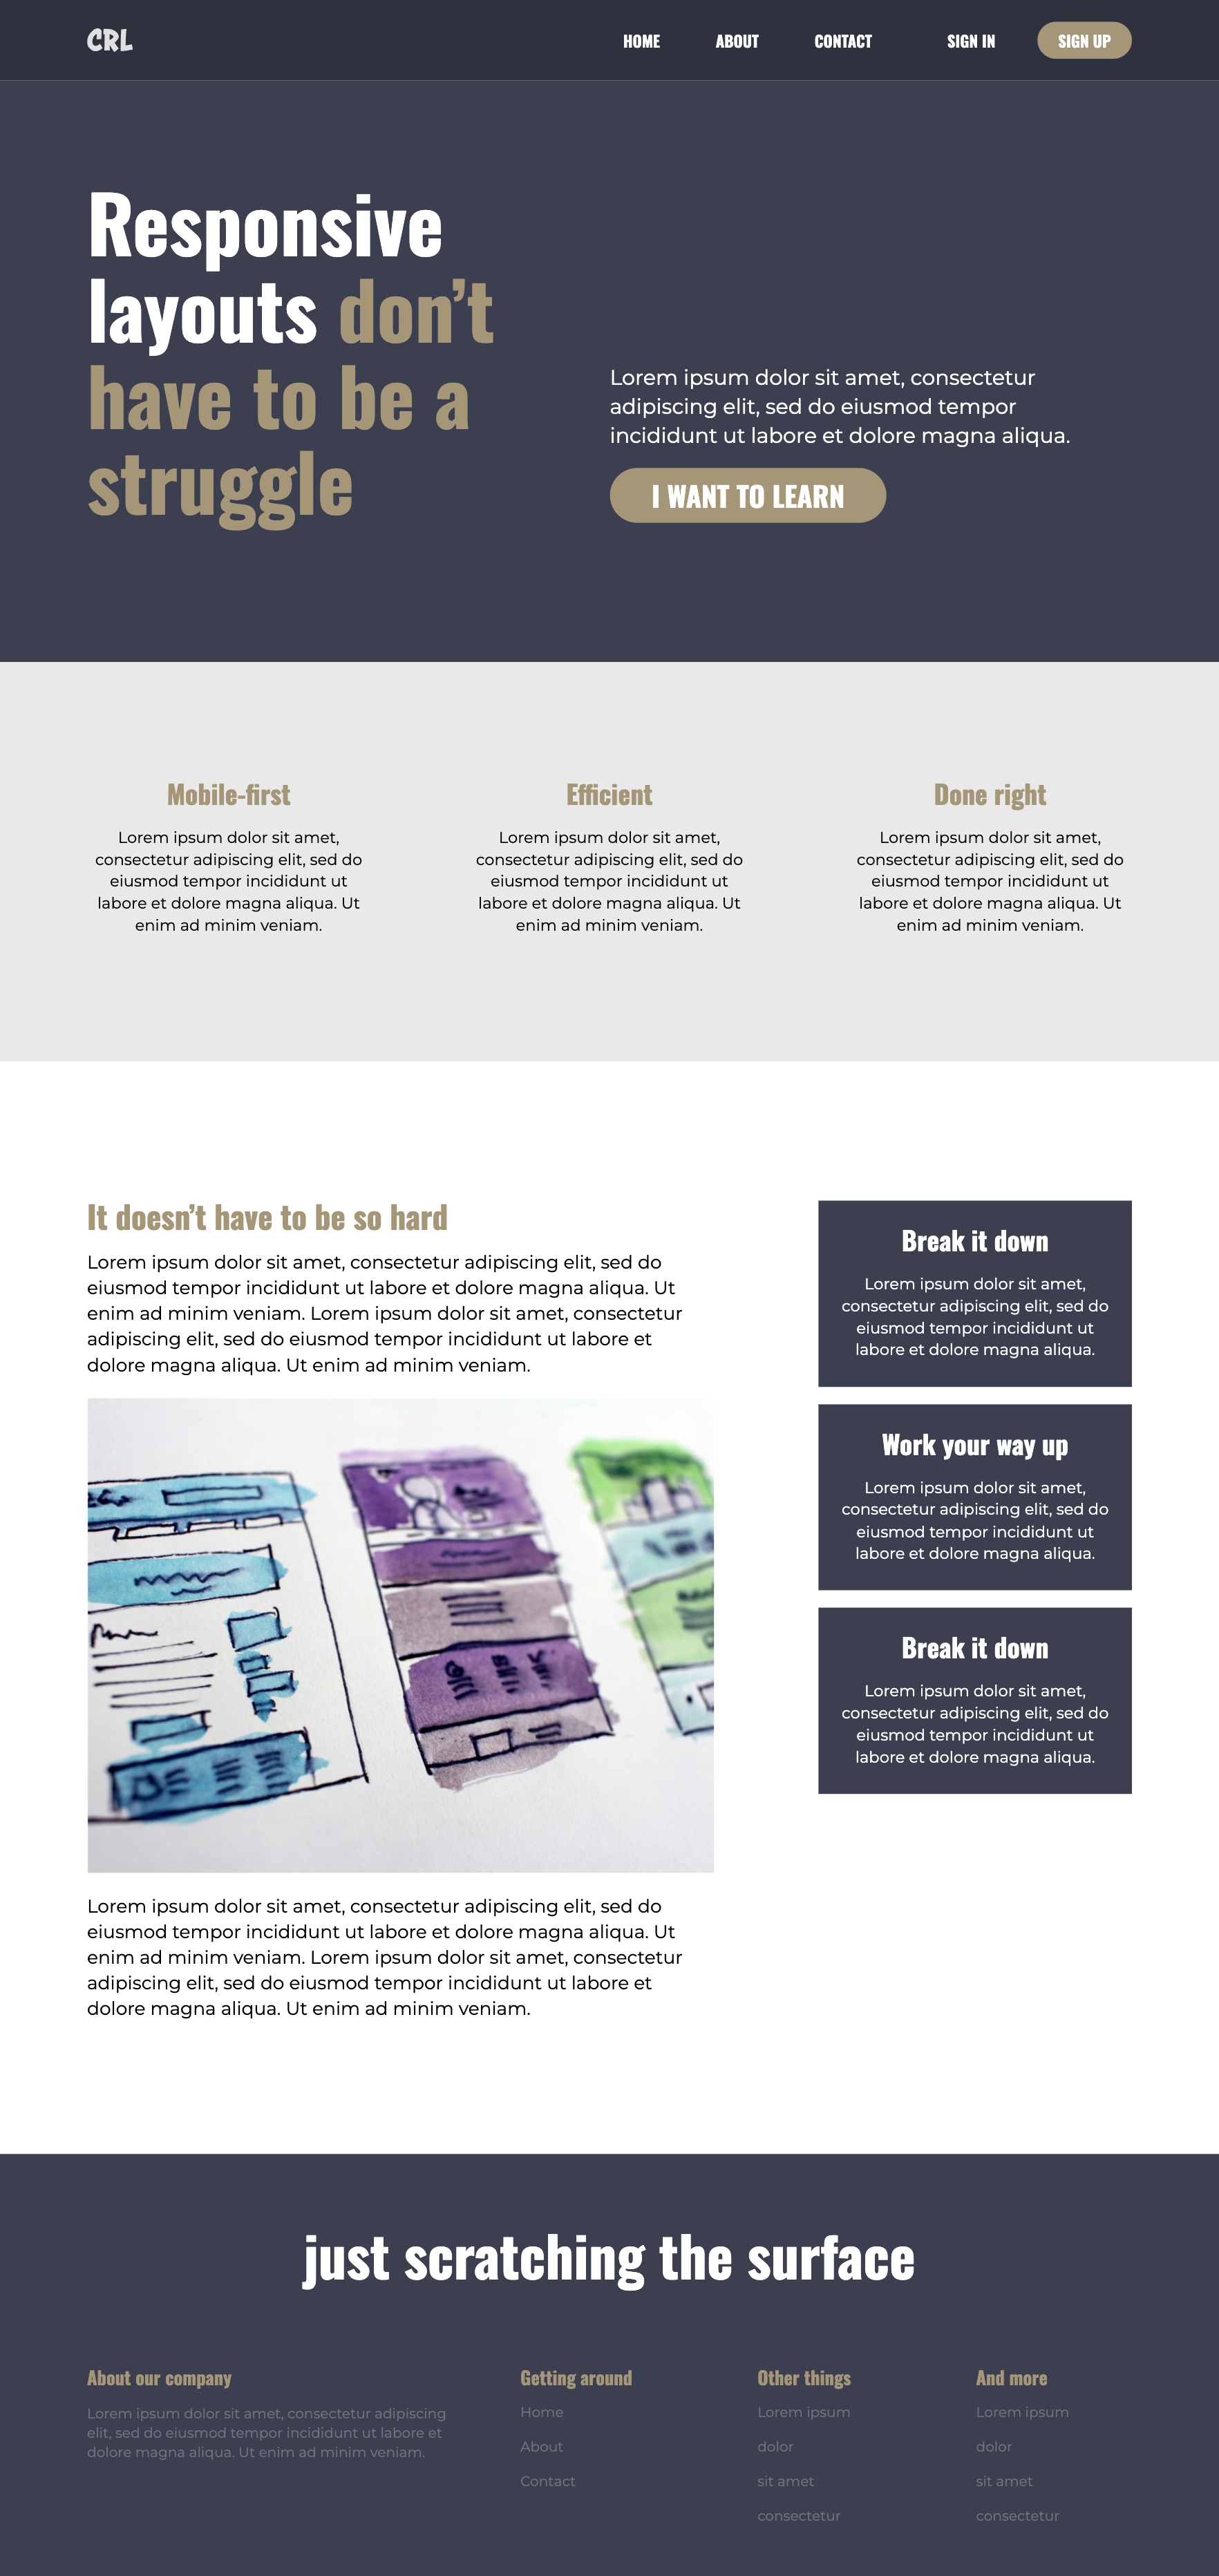 CRL
HOME ABOUT CONTACT SIGN IN SIGN UP
Responsive
layouts don’t
have to be a
struggle
Lorem ipsum dolor sit amet, consectetur
adipiscing elit, sed do eiusmod tempor
incididunt ut labore et dolore magna aliqua.
I WANT TO LEARN
Mobile-first
Lorem ipsum dolor sit amet,
consectetur adipiscing elit, sed do
eiusmod tempor incididunt ut
labore et dolore magna aliqua. Ut
enim ad minim veniam.
Efficient
Lorem ipsum dolor sit amet,
consectetur adipiscing elit, sed do
eiusmod tempor incididunt ut
labore et dolore magna aliqua. Ut
enim ad minim veniam.
Done right
Lorem ipsum dolor sit amet,
consectetur adipiscing elit, sed do
eiusmod tempor incididunt ut
labore et dolore magna aliqua. Ut
enim ad minim veniam.
It doesn’t have to be so hard
Lorem ipsum dolor sit amet, consectetur adipiscing elit, sed do
eiusmod tempor incididunt ut labore et dolore magna aliqua. Ut
enim ad minim veniam. Lorem ipsum dolor sit amet, consectetur
adipiscing elit, sed do eiusmod tempor incididunt ut labore et
dolore magna aliqua. Ut enim ad minim veniam.
Lorem ipsum dolor sit amet, consectetur adipiscing elit, sed do
eiusmod tempor incididunt ut labore et dolore magna aliqua. Ut
enim ad minim veniam. Lorem ipsum dolor sit amet, consectetur
adipiscing elit, sed do eiusmod tempor incididunt ut labore et
dolore magna aliqua. Ut enim ad minim veniam.
Break it down
Lorem ipsum dolor sit amet,
consectetur adipiscing elit, sed do
eiusmod tempor incididunt ut
labore et dolore magna aliqua.
Work your way up
Lorem ipsum dolor sit amet,
consectetur adipiscing elit, sed do
eiusmod tempor incididunt ut
labore et dolore magna aliqua.
Break it down
Lorem ipsum dolor sit amet,
consectetur adipiscing elit, sed do
eiusmod tempor incididunt ut
labore et dolore magna aliqua.
just scratching the surface
About our company
Lorem ipsum dolor sit amet, consectetur adipiscing
elit, sed do eiusmod tempor incididunt ut labore et
dolore magna aliqua. Ut enim ad minim veniam.
Getting around
Home
About
Contact
Other things
Lorem ipsum
dolor
sit amet
consectetur
And more
Lorem ipsum
dolor
sit amet
consectetur